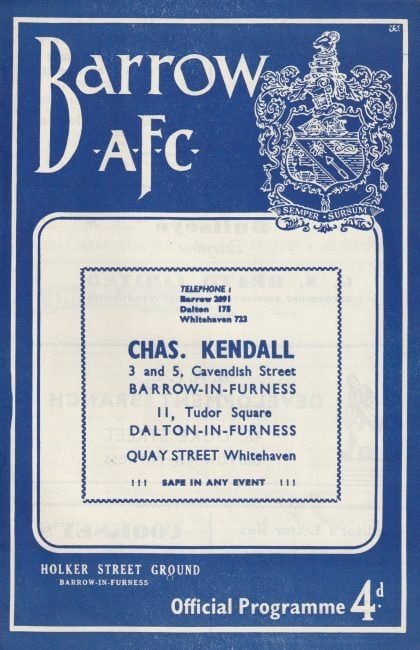 Barrow
A.F.C.
SEMPER SURSUM
TELEPHONE :
Barrow 2091
Dalton 175
Whitehaven 723
CHAS. KENDALL
3 and 5, Cavendish Street
BARROW-IN-FURNESS
11, Tudor Square
DALTON-IN-FURNESS
QUAY STREET Whitehaven
!!! SAFE IN ANY EVENT !!!
HOLKER STREET GROUND
BARROW-IN-FURNESS
Official Programme 4d.